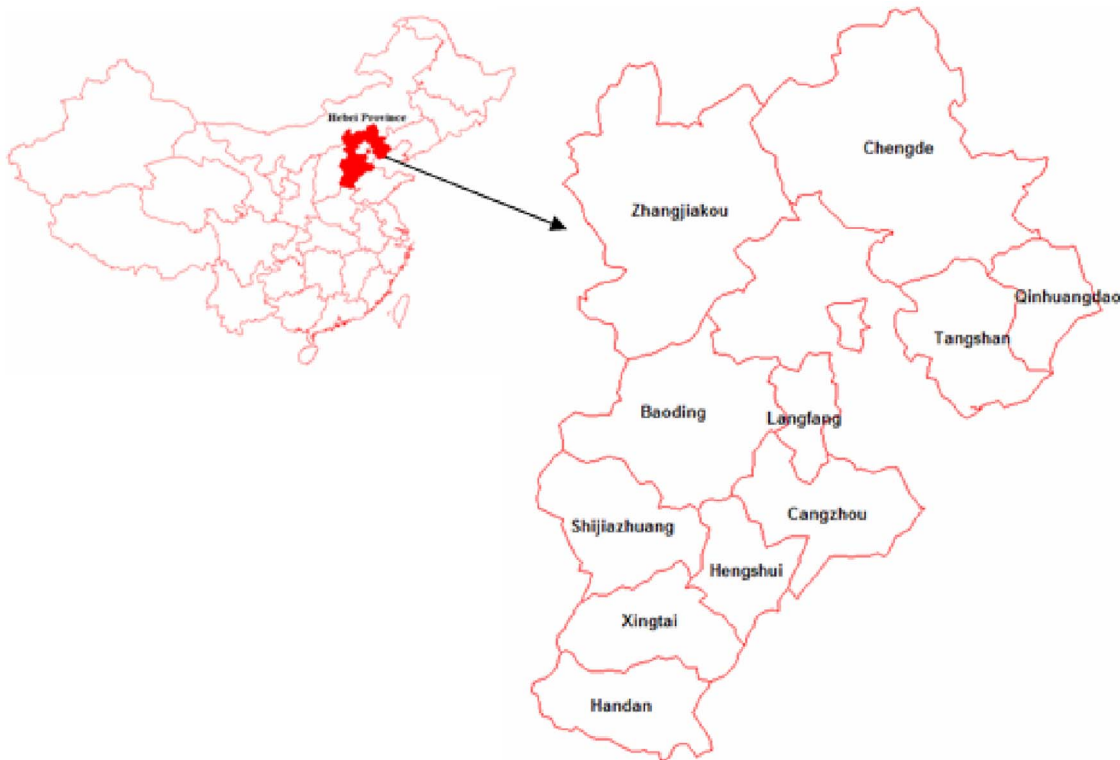 Hebei Province
Chengde
Zhangjiakou
Qinhuangdao
Tangshan
Baoding
Langfang
Cangzhou
Shijiazhuang
Hengshui
Xingtai
Handan